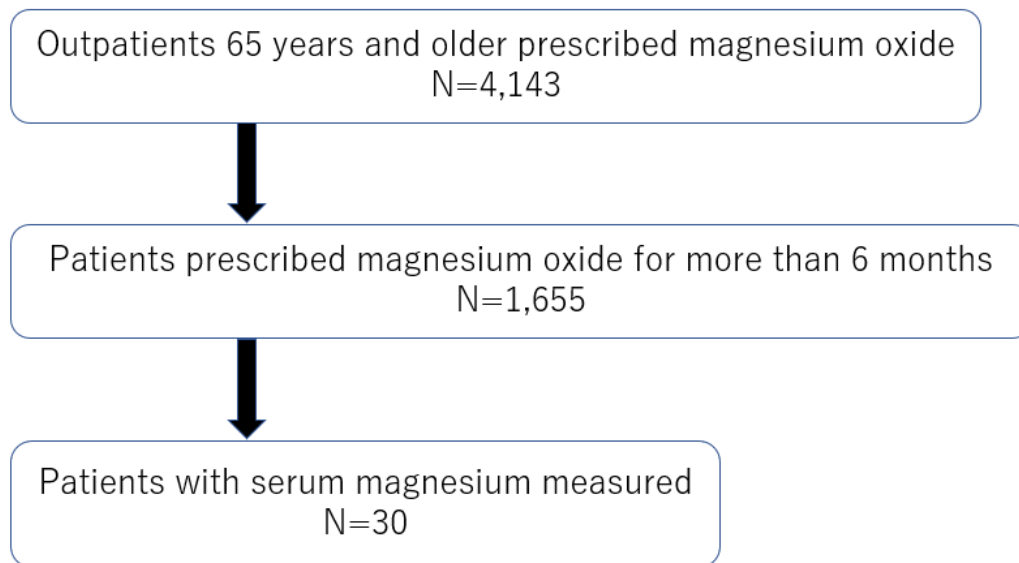 Outpatients 65 years and older prescribed magnesium oxide
N=4,143
Patients prescribed magnesium oxide for more than 6 months
N=1,655
Patients with serum magnesium measured
N=30